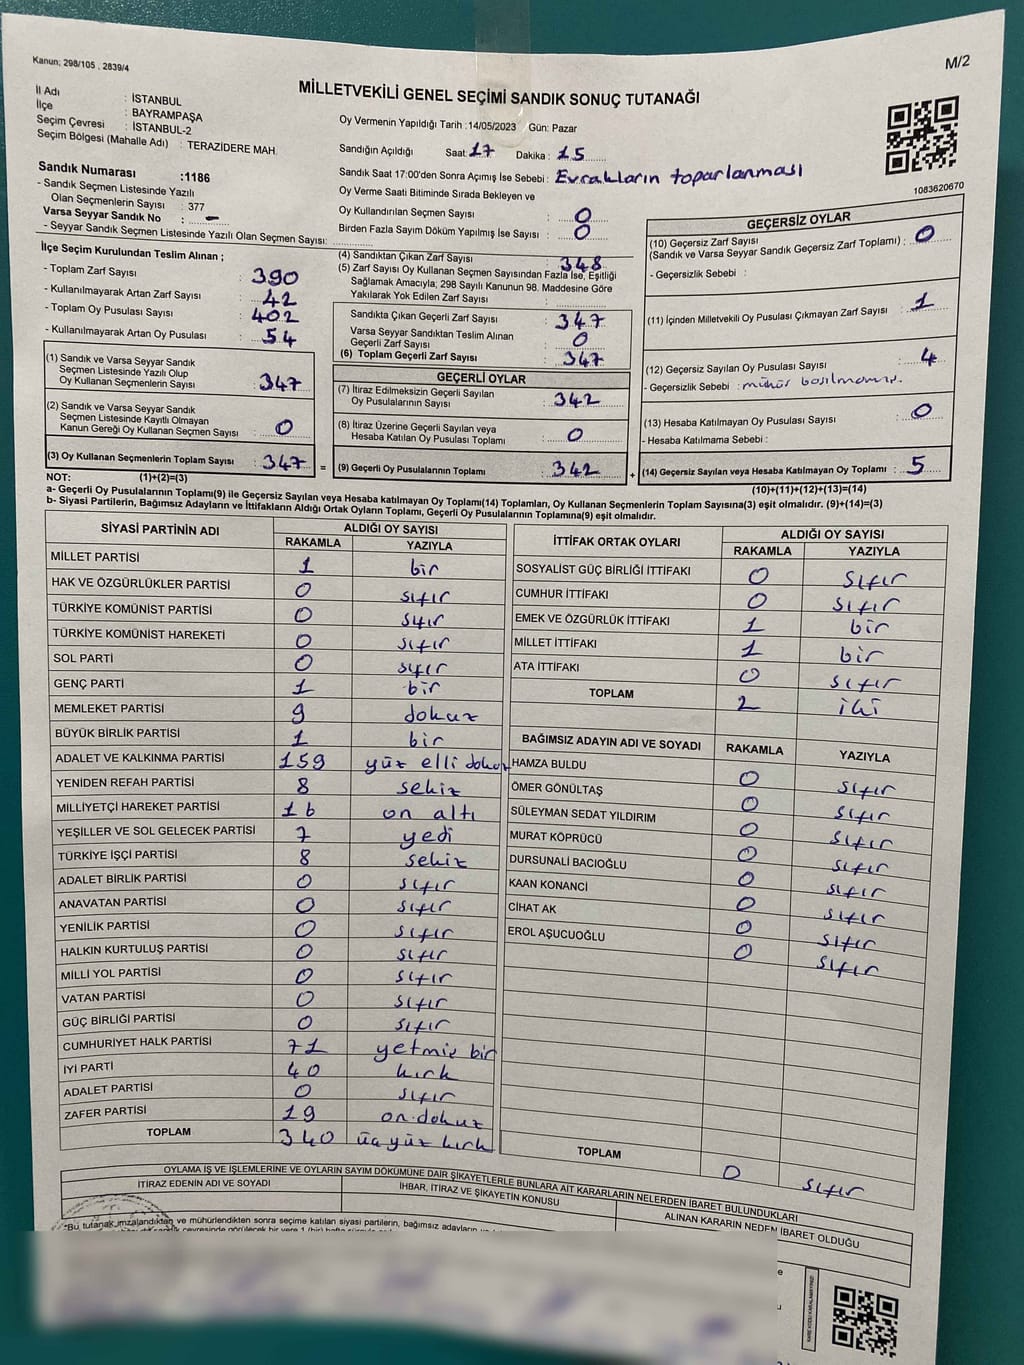 Kanun; 298/105 , 2839/4
M/2
MİLLETVEKİLİ GENEL SEÇİMİ SANDIK SONUÇ TUTANAĞI
İl Adı : İSTANBUL
İlçe : BAYRAMPAŞA
Seçim Çevresi : İSTANBUL-2
Seçim Bölgesi (Mahalle Adı) : TERAZİDERE MAH.
Oy Vermenin Yapıldığı Tarih :14/05/2023 Gün: Pazar
Sandığın Açıldığı Saat: 17 Dakika : 15
Sandık Saat 17:00'den Sonra Açımış İse Sebebi : Evrakların toparlanması
1083620670
Sandık Numarası :1186
- Sandık Seçmen Listesinde Yazılı
Olan Seçmenlerin Sayısı : 377
Varsa Seyyar Sandık No : -
- Seyyar Sandık Seçmen Listesinde Yazılı Olan Seçmen Sayısı:
Oy Verme Saati Bitiminde Sırada Bekleyen ve
Oy Kullandırılan Seçmen Sayısı : 0
Birden Fazla Sayım Döküm Yapılmış İse Sayısı : 0
İlçe Seçim Kurulundan Teslim Alınan ;
- Toplam Zarf Sayısı : 390
- Kullanılmayarak Artan Zarf Sayısı : 42
- Toplam Oy Pusulası Sayısı : 402
- Kullanılmayarak Artan Oy Pusulası : 54
(1) Sandık ve Varsa Seyyar Sandık
Seçmen Listesinde Yazılı Olup
Oy Kullanan Seçmenlerin Sayısı : 347
(2) Sandık ve Varsa Seyyar Sandık
Seçmen Listesinde Kayıtlı Olmayan
Kanun Gereği Oy Kullanan Seçmen Sayısı : 0
(3) Oy Kullanan Seçmenlerin Toplam Sayısı : 347 =
(4) Sandıktan Çıkan Zarf Sayısı : 348
(5) Zarf Sayısı Oy Kullanan Seçmen Sayısından Fazla İse, Eşitliği
Sağlamak Amacıyla; 298 Sayılı Kanunun 98. Maddesine Göre
Yakılarak Yok Edilen Zarf Sayısı :
Sandıkta Çıkan Geçerli Zarf Sayısı : 347
Varsa Seyyar Sandıktan Teslim Alınan
Geçerli Zarf Sayısı : 0
(6) Toplam Geçerli Zarf Sayısı : 347
GEÇERLİ OYLAR
(7) İtiraz Edilmeksizin Geçerli Sayılan
Oy Pusulalarının Sayısı : 342
(8) İtiraz Üzerine Geçerli Sayılan veya
Hesaba Katılan Oy Pusulası Toplamı : 0
(9) Geçerli Oy Pusulalarının Toplamı : 342 +
GEÇERSİZ OYLAR
(10) Geçersiz Zarf Sayısı
(Sandık ve Varsa Seyyar Sandık Geçersiz Zarf Toplamı) : 0
- Geçersizlik Sebebi :
(11) İçinden Milletvekili Oy Pusulası Çıkmayan Zarf Sayısı : 1
(12) Geçersiz Sayılan Oy Pusulası Sayısı : 4
- Geçersizlik Sebebi : mühür basılmamış.
(13) Hesaba Katılmayan Oy Pusulası Sayısı : 0
- Hesaba Katılmama Sebebi :
(14) Geçersiz Sayılan veya Hesaba Katılmayan Oy Toplamı : 5
NOT: (1)+(2)=(3)
(10)+(11)+(12)+(13)=(14)
a- Geçerli Oy Pusulalarının Toplamı(9) ile Geçersiz Sayılan veya Hesaba katılmayan Oy Toplamı(14) Toplamları, Oy Kullanan Seçmenlerin Toplam Sayısına(3) eşit olmalıdır. (9)+(14)=(3)
b- Siyasi Partilerin, Bağımsız Adayların ve İttifakların Aldığı Ortak Oyların Toplamı, Geçerli Oy Pusulalarının Toplamına(9) eşit olmalıdır.
SİYASİ PARTİNİN ADI ALDIĞI OY SAYISI
RAKAMLA YAZIYLA
MİLLET PARTİSİ 1 bir
HAK VE ÖZGÜRLÜKLER PARTİSİ 0 sıfır
TÜRKİYE KOMÜNİST PARTİSİ 0 sıfır
TÜRKİYE KOMÜNİST HAREKETİ 0 sıfır
SOL PARTİ 0 sıfır
GENÇ PARTİ 1 bir
MEMLEKET PARTİSİ 9 dokuz
BÜYÜK BİRLİK PARTİSİ 1 bir
ADALET VE KALKINMA PARTİSİ 159 yüz elli dokuz
YENİDEN REFAH PARTİSİ 8 sekiz
MİLLİYETÇİ HAREKET PARTİSİ 16 on altı
YEŞİLLER VE SOL GELECEK PARTİSİ 7 yedi
TÜRKİYE İŞÇİ PARTİSİ 8 sekiz
ADALET BİRLİK PARTİSİ 0 sıfır
ANAVATAN PARTİSİ 0 sıfır
YENİLİK PARTİSİ 0 sıfır
HALKIN KURTULUŞ PARTİSİ 0 sıfır
MİLLİ YOL PARTİSİ 0 sıfır
VATAN PARTİSİ 0 sıfır
GÜÇ BİRLİĞİ PARTİSİ 0 sıfır
CUMHURİYET HALK PARTİSİ 71 yetmiş bir
İYİ PARTİ 40 kırk
ADALET PARTİSİ 0 sıfır
ZAFER PARTİSİ 19 on dokuz
TOPLAM 340 üç yüz kırk
İTTİFAK ORTAK OYLARI ALDIĞI OY SAYISI
RAKAMLA YAZIYLA
SOSYALİST GÜÇ BİRLİĞİ İTTİFAKI 0 sıfır
CUMHUR İTTİFAKI 0 sıfır
EMEK VE ÖZGÜRLÜK İTTİFAKI 1 bir
MİLLET İTTİFAKI 1 bir
ATA İTTİFAKI 0 sıfır
TOPLAM 2 iki
BAĞIMSIZ ADAYIN ADI VE SOYADI RAKAMLA YAZIYLA
HAMZA BULDU 0 sıfır
ÖMER GÖNÜLTAŞ 0 sıfır
SÜLEYMAN SEDAT YILDIRIM 0 sıfır
MURAT KÖPRÜCÜ 0 sıfır
DURSUNALİ BACIOĞLU 0 sıfır
KAAN KONANCİ 0 sıfır
CİHAT AK 0 sıfır
EROL AŞUCUOĞLU 0 sıfır
TOPLAM 0 sıfır
OYLAMA İŞ VE İŞLEMLERİNE VE OYLARIN SAYIM DÖKÜMÜNE DAİR ŞİKAYETLERLE BUNLARA AİT KARARLARIN NELERDEN İBARET BULUNDUKLARI
İTİRAZ EDENİN ADI VE SOYADI İHBAR, İTİRAZ VE ŞİKAYETİN KONUSU ALINAN KARARIN NEDEN İBARET OLDUĞU
"Bu tutanak imzalandıktan ve mühürlendikten sonra seçime katılan siyasi partilerin, bağımsız adayların